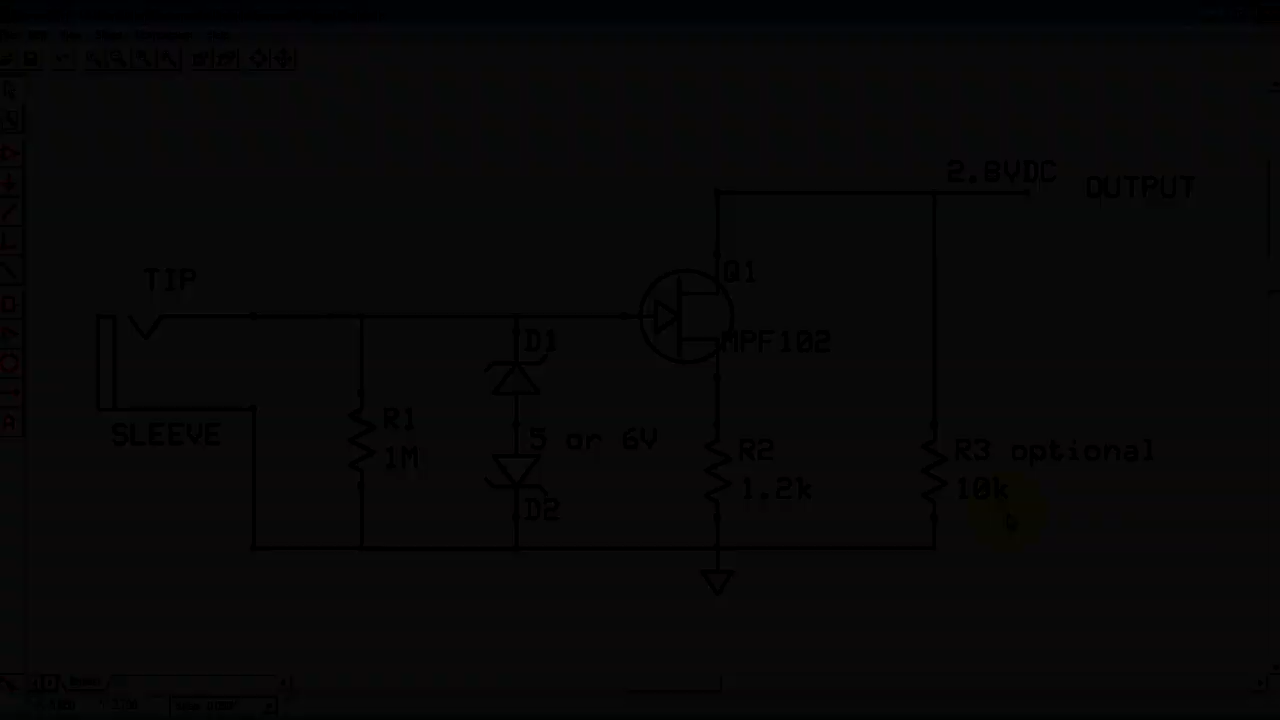 2.8VDC
OUTPUT
Q1
TIP
MPF102
D1
SLEEVE
R1
1M
5 or 6V
R2
1.2k
R3 optional
10k
D2